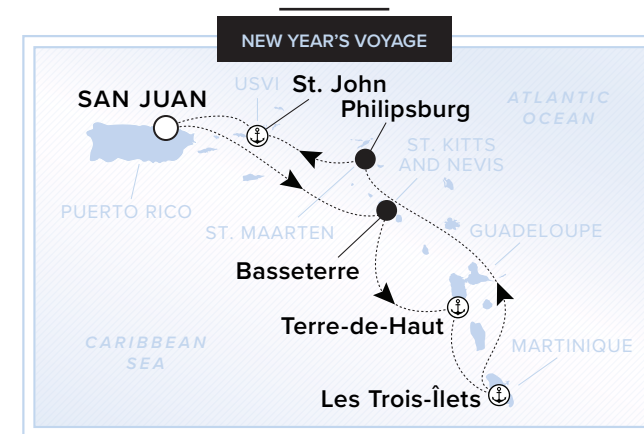 NEW YEAR'S VOYAGE
USVI
St. John
ATLANTIC
OCEAN
SAN JUAN
Philipsburg
ST. KITTS
AND NEVIS
PUERTO RICO
ST. MAARTEN
GUADELOUPE
Basseterre
Terre-de-Haut
CARIBBEAN
SEA
MARTINIQUE
Les Trois-Îlets